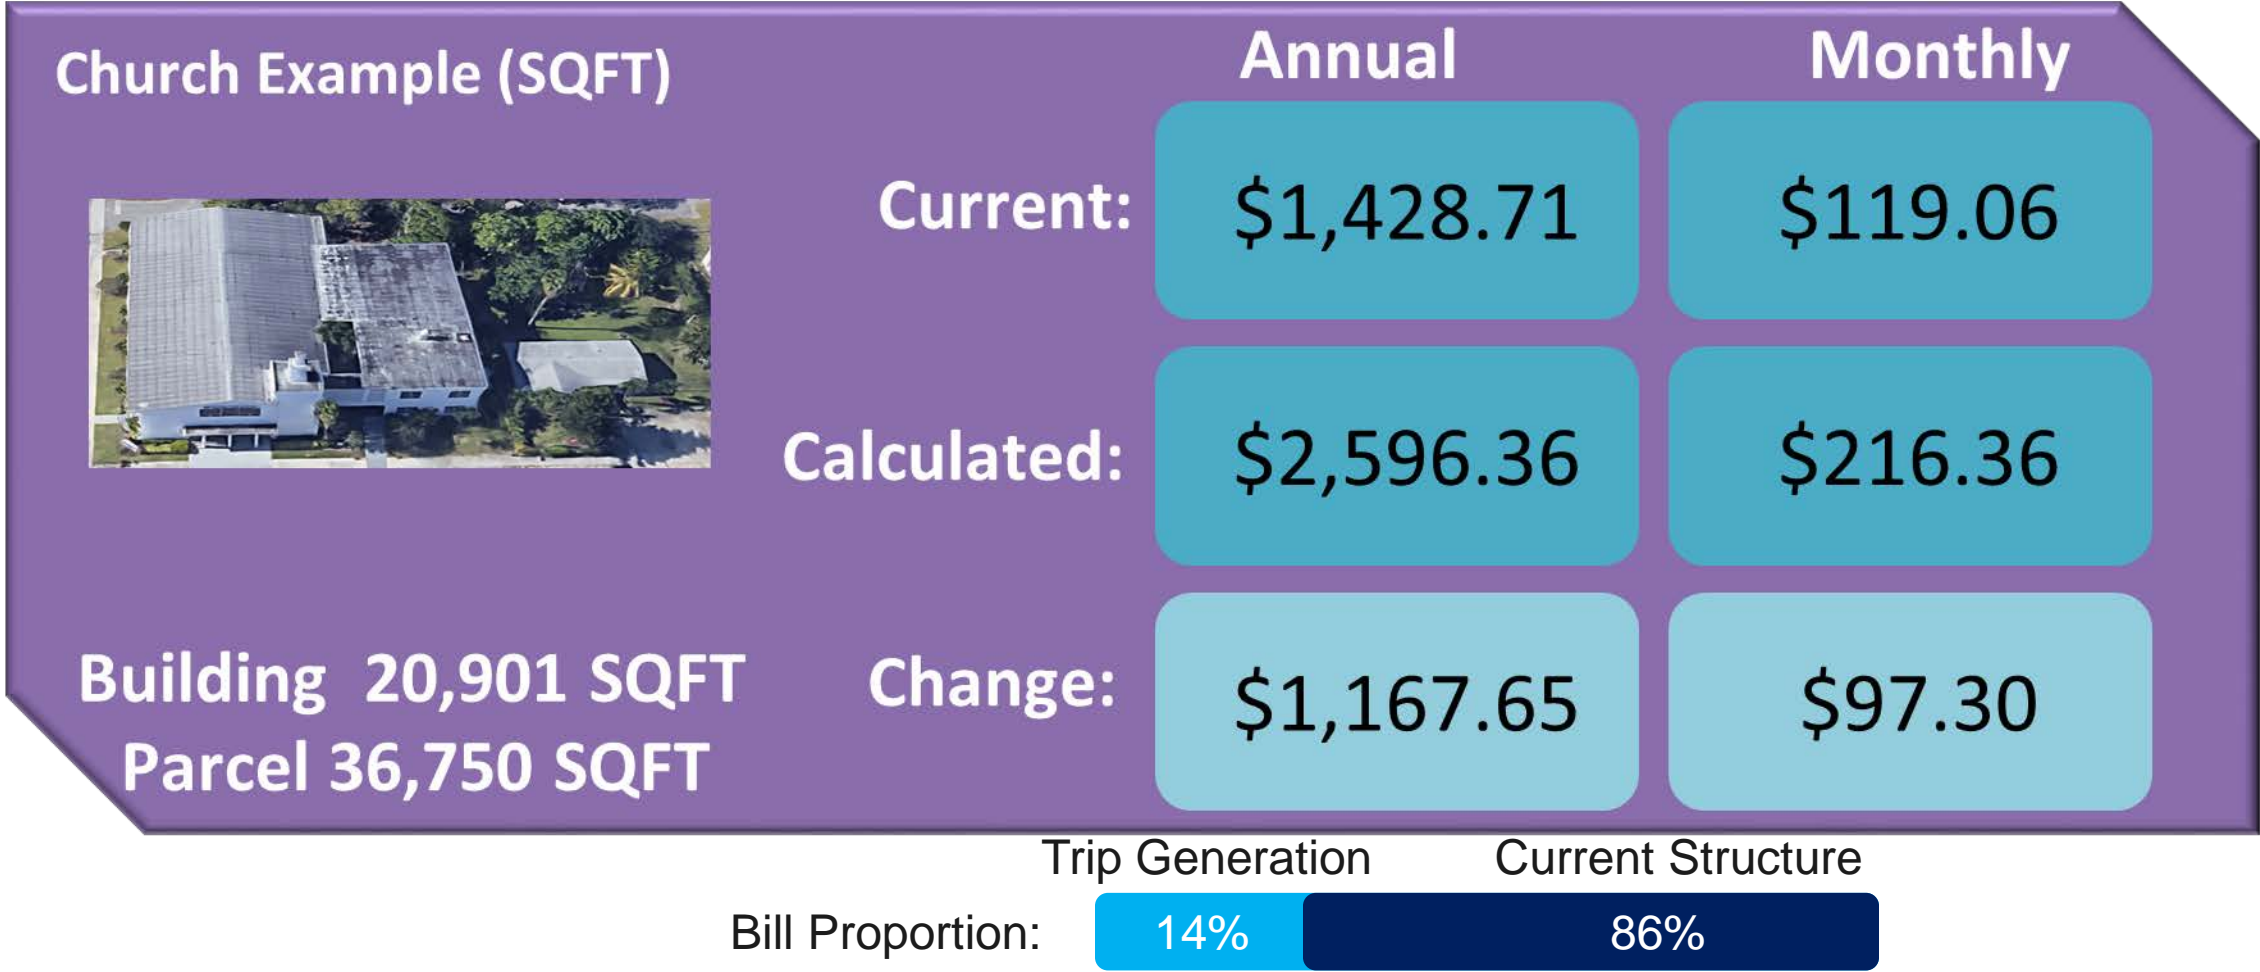 Church Example (SQFT)
Annual Monthly
Current: $1,428.71 $119.06
Calculated: $2,596.36 $216.36
Change: $1,167.65 $97.30
Building 20,901 SQFT
Parcel 36,750 SQFT
Trip Generation Current Structure
Bill Proportion: 14% 86%